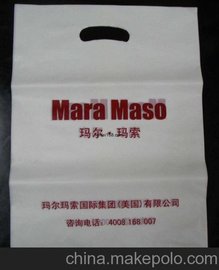 Mara Maso
玛尔·玛索
玛尔玛索国际集团(美国)有限公司
咨询电话:4008 168 007
china.makepolo.com